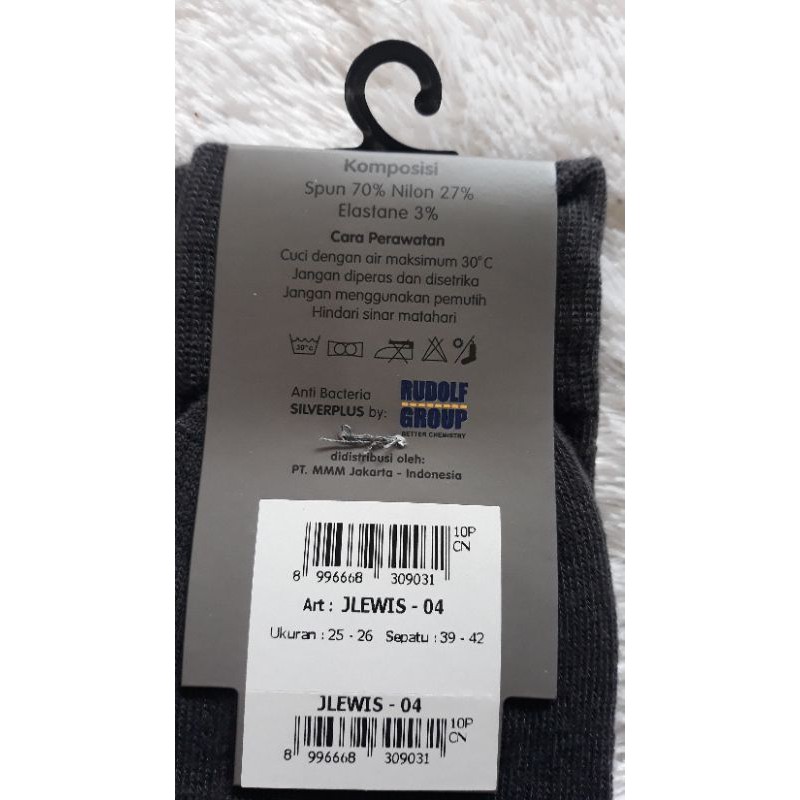 Komposisi
Spun 70% Nilon 27%
Elastane 3%
Cara Perawatan
Cuci dengan air maksimum 30°C
Jangan diperas dan disetrika
Jangan menggunakan pemutih
Hindari sinar matahari
30°C
Anti Bacteria
SILVERPLUS by:
RUDOLF
GROUP
BETTER CHEMISTRY
didistribusi oleh:
PT. MMM Jakarta - Indonesia
10P
CN
8 996668 309031
Art : JLEWIS - 04
Ukuran : 25 - 26 Sepatu : 39 - 42
JLEWIS - 04
10P
CN
8 996668 309031